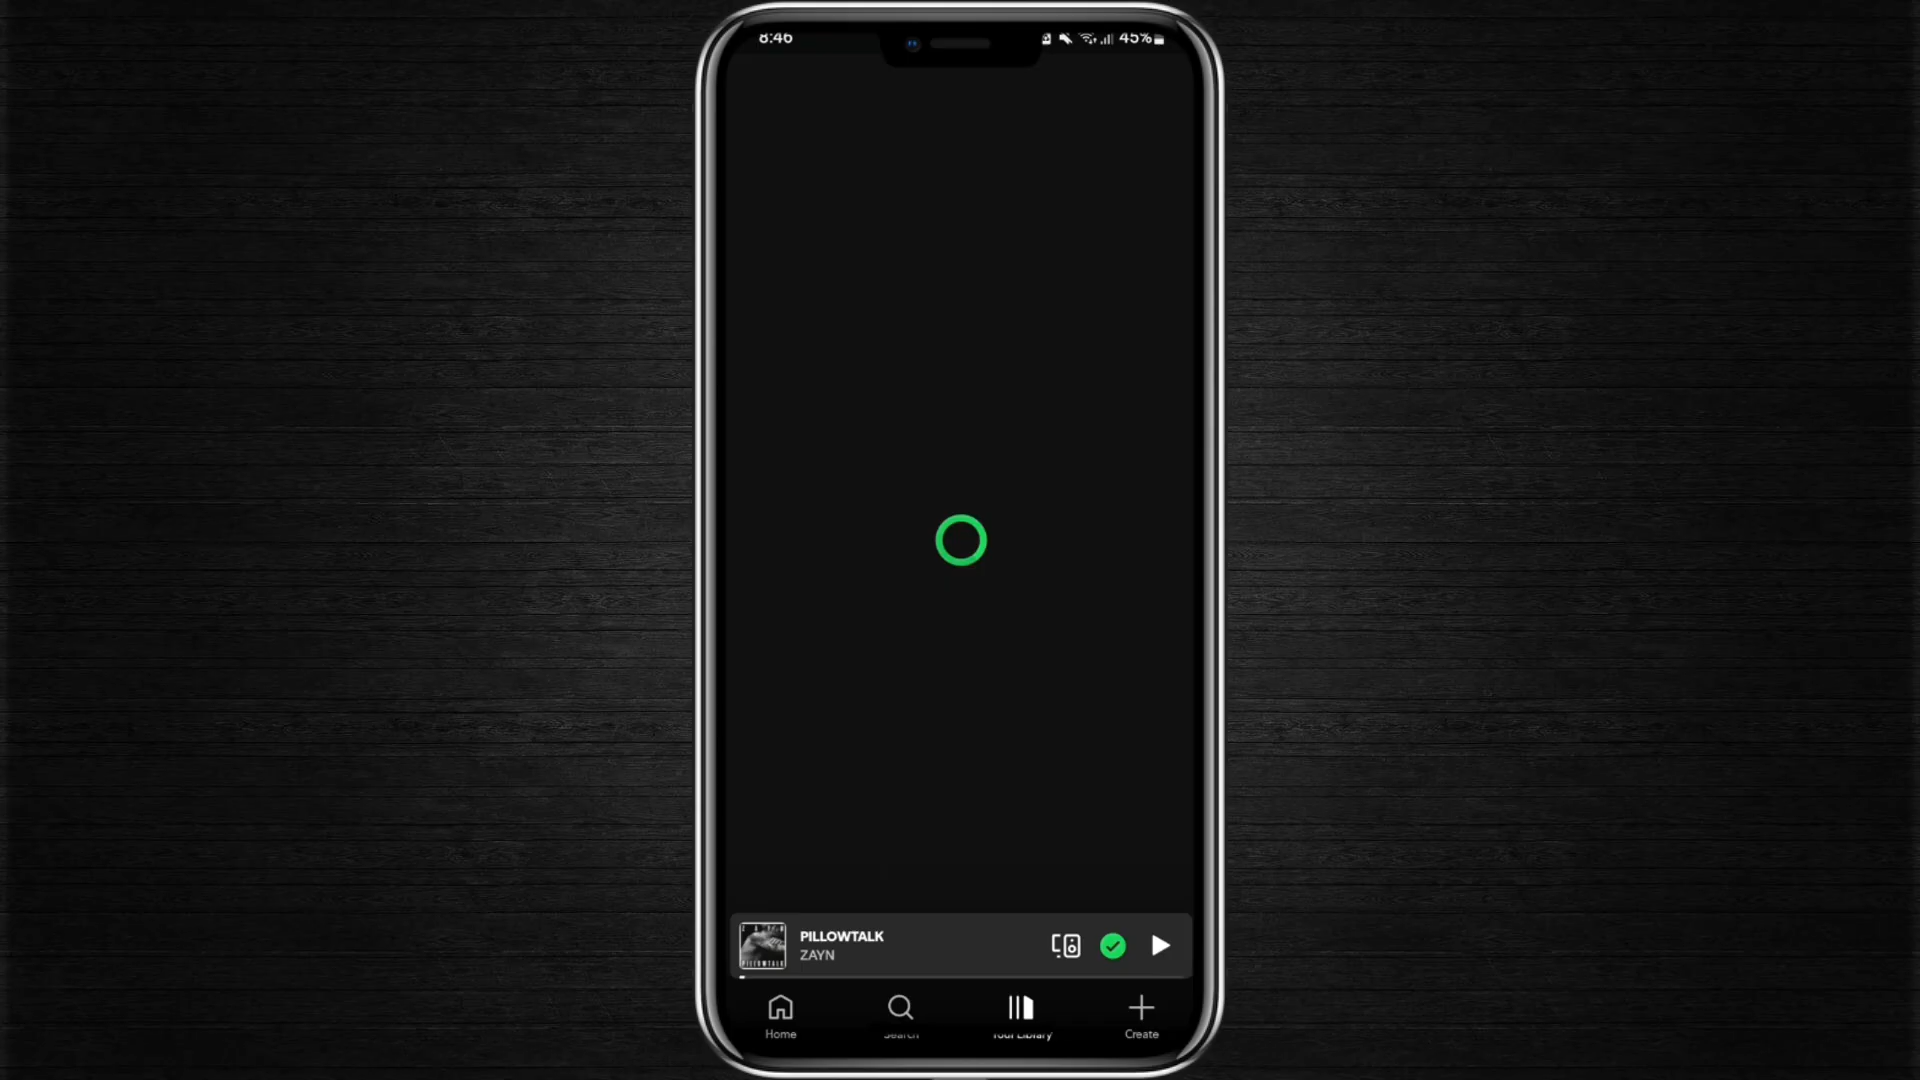 8:46
45%
PILLOWTALK
ZAYN
Home
Search
Your Library
Create